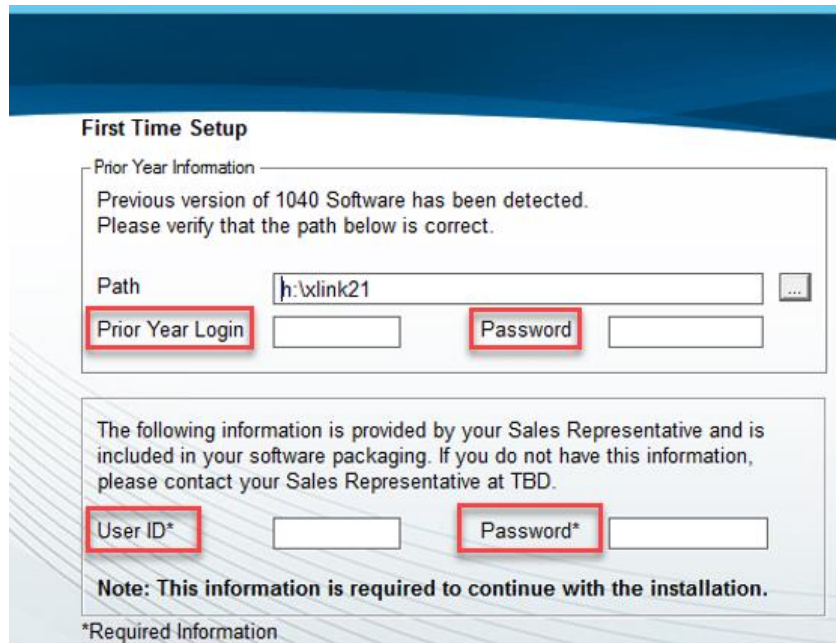 First Time Setup
Prior Year Information
Previous version of 1040 Software has been detected.
Please verify that the path below is correct.
Path h:\xlink21 ...
Prior Year Login Password
The following information is provided by your Sales Representative and is
included in your software packaging. If you do not have this information,
please contact your Sales Representative at TBD.
User ID* Password*
Note: This information is required to continue with the installation.
*Required Information